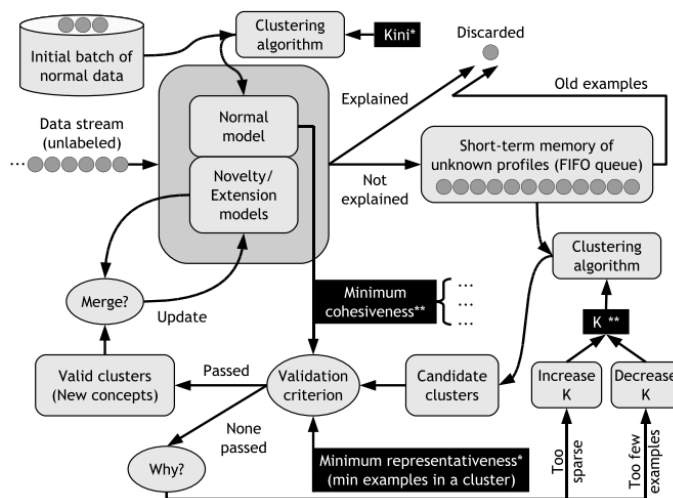 Initial batch of
normal data
Clustering
algorithm
Kini*
Discarded
Explained
Old examples
Data stream
(unlabeled)
...
Normal
model
Novelty/
Extension
models
Not
explained
Short-term memory of
unknown profiles (FIFO queue)
Clustering
algorithm
Merge?
Update
Minimum
cohesiveness**
...
...
...
K **
Valid clusters
(New concepts)
Passed
Validation
criterion
Candidate
clusters
Increase
K
Decrease
K
None
passed
Why?
Minimum representativeness*
(min examples in a cluster)
Too
sparse
Too few
examples